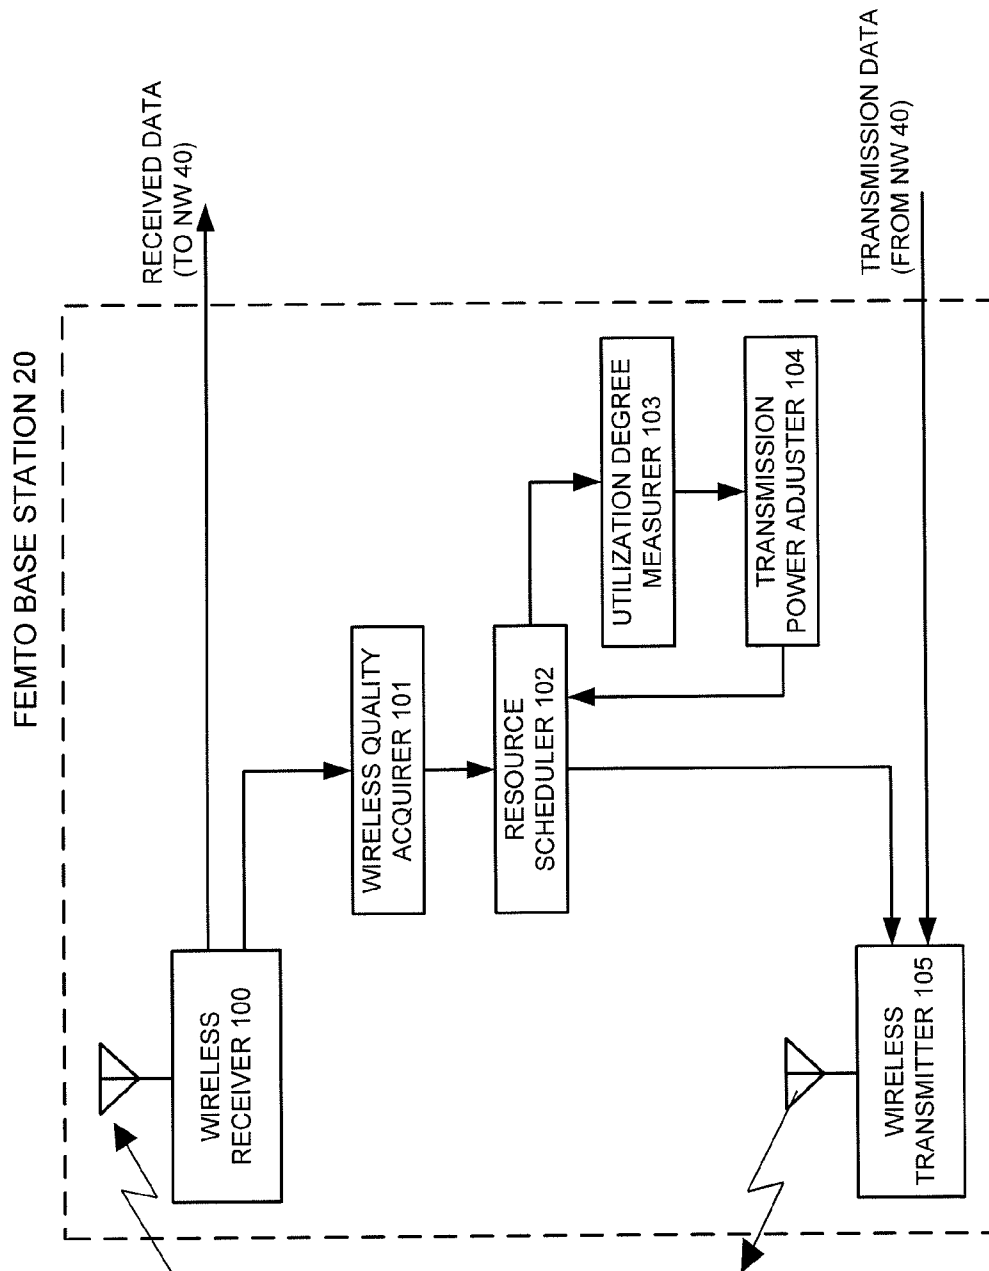 FEMTO BASE STATION 20
RECEIVED DATA
(TO NW 40)
WIRELESS
RECEIVER 100
WIRELESS QUALITY
ACQUIRER 101
RESOURCE
SCHEDULER 102
UTILIZATION DEGREE
MEASURER 103
TRANSMISSION
POWER ADJUSTER 104
WIRELESS
TRANSMITTER 105
TRANSMISSION DATA
(FROM NW 40)